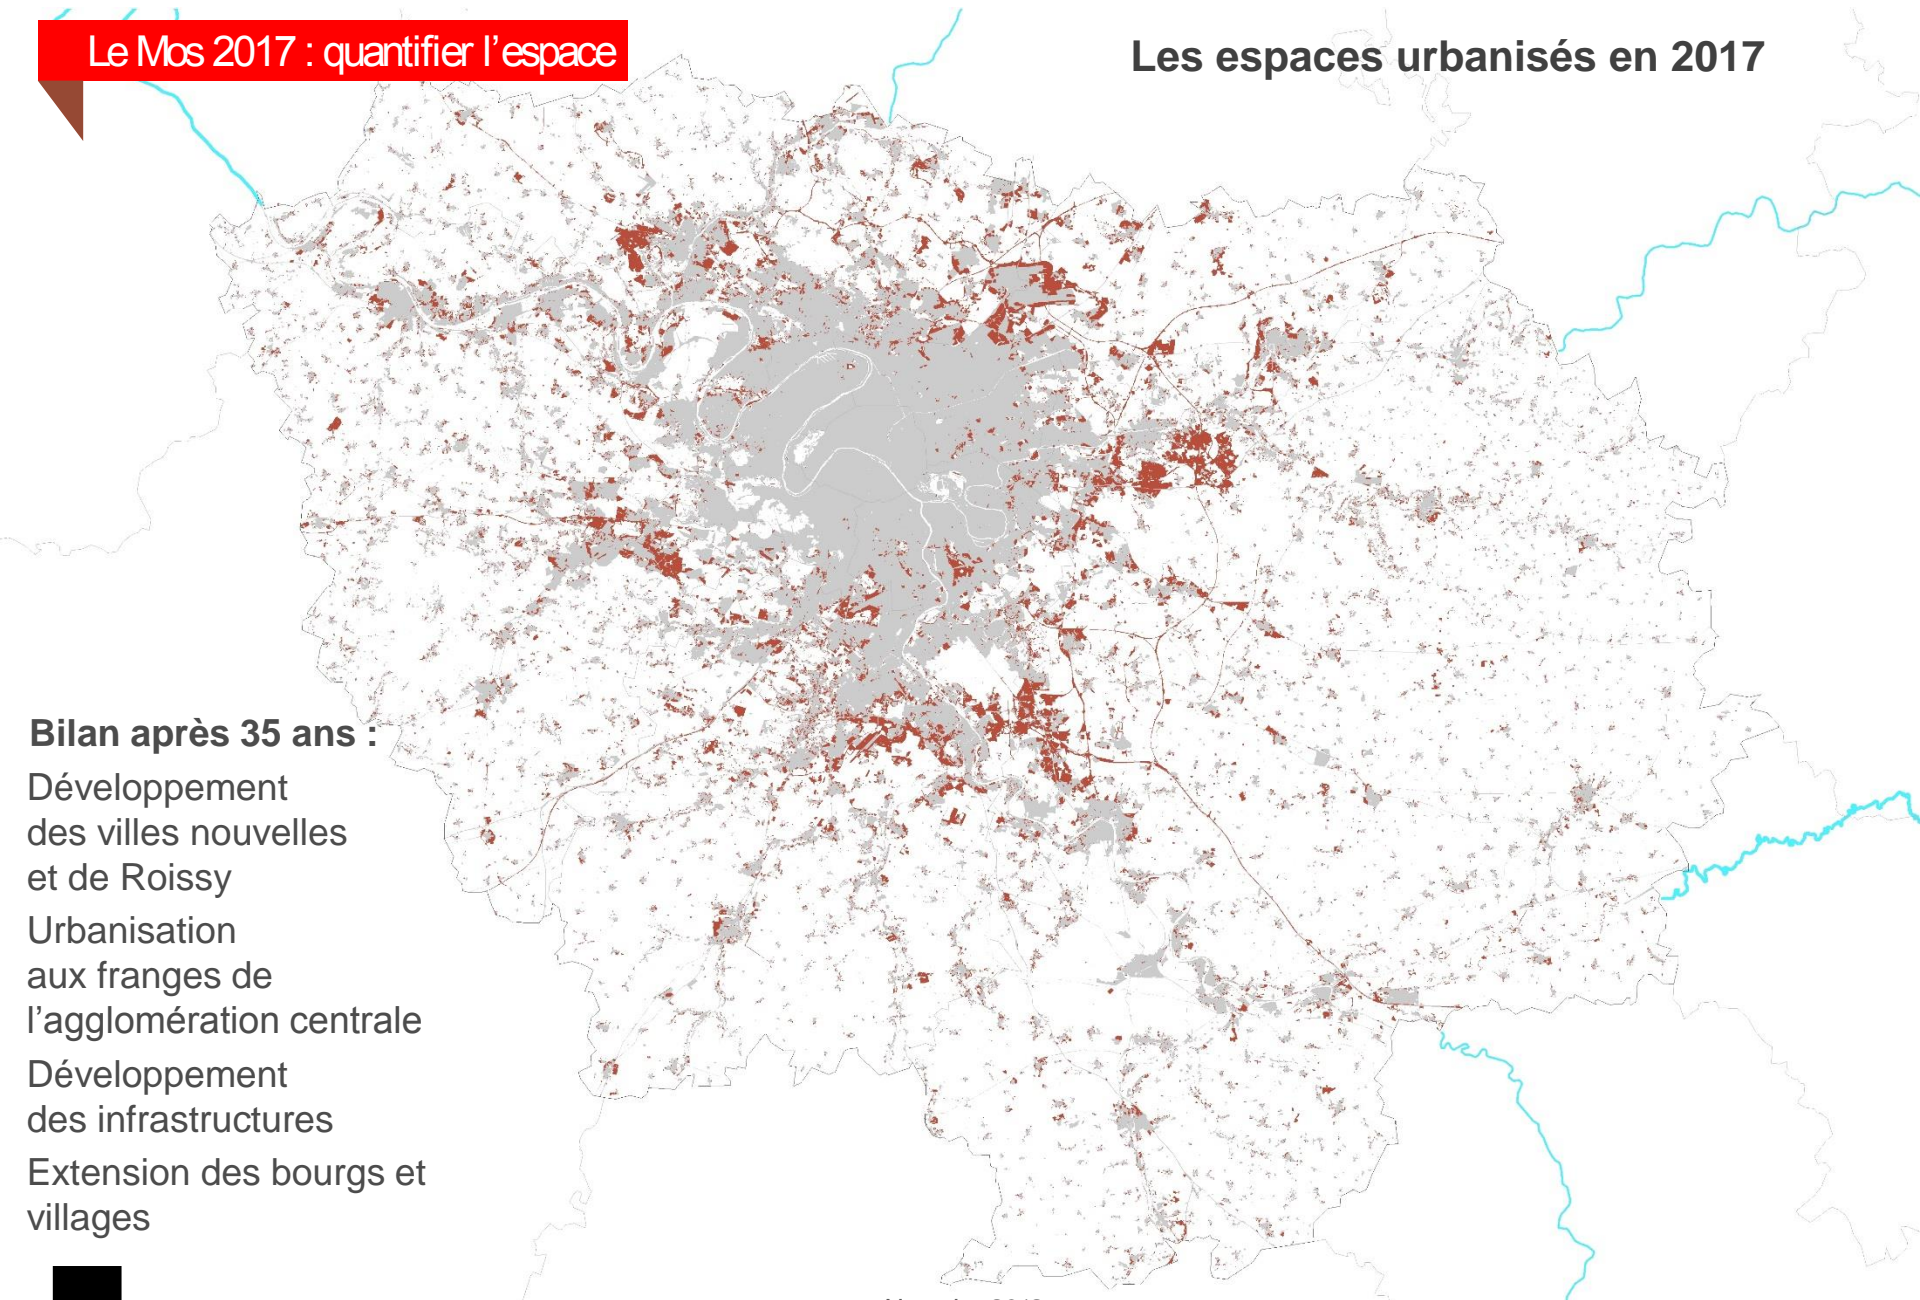 Le Mos 2017 : quantifier l’espace
Les espaces urbanisés en 2017
Bilan après 35 ans :
Développement
des villes nouvelles
et de Roissy
Urbanisation
aux franges de
l’agglomération centrale
Développement
des infrastructures
Extension des bourgs et
villages